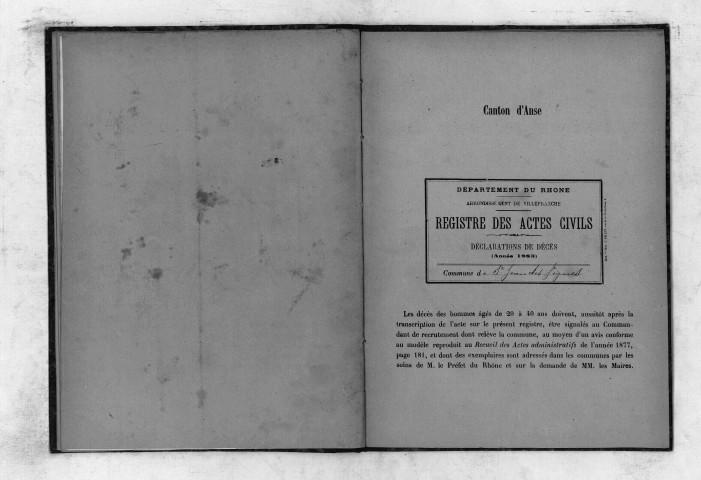 Canton d'Anse
DÉPARTEMENT DU RHONE
ARRONDISSEMENT DE VILLEFRANCHE
REGISTRE DES ACTES CIVILS
DÉCLARATIONS DE DÉCÈS
(Année 1883)
Commune de St Jean des Vignes
Les décès des hommes âgés de 20 à 40 ans doivent, aussitôt après la
transcription de l'acte sur le présent registre, être signalés au Comman-
dant de recrutement dont relève la commune, au moyen d'un avis conforme
au modèle reproduit au Recueil des Actes administratifs de l'année 1877,
page 181, et dont des exemplaires sont adressés dans les communes par les
soins de M. le Préfet du Rhône et sur la demande de MM. les Maires.